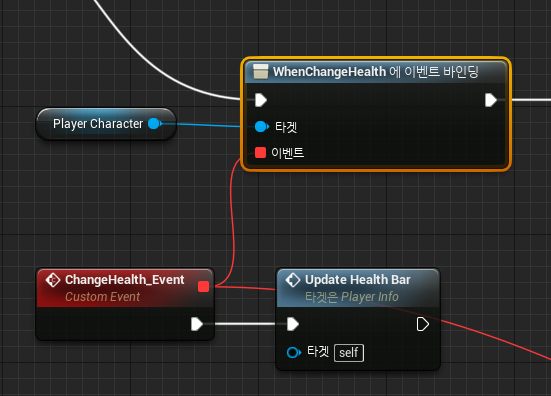 WhenChangeHealth 에 이벤트 바인딩
Player Character
타겟
이벤트
ChangeHealth_Event
Custom Event
Update Health Bar
타겟은 Player Info
타겟 self